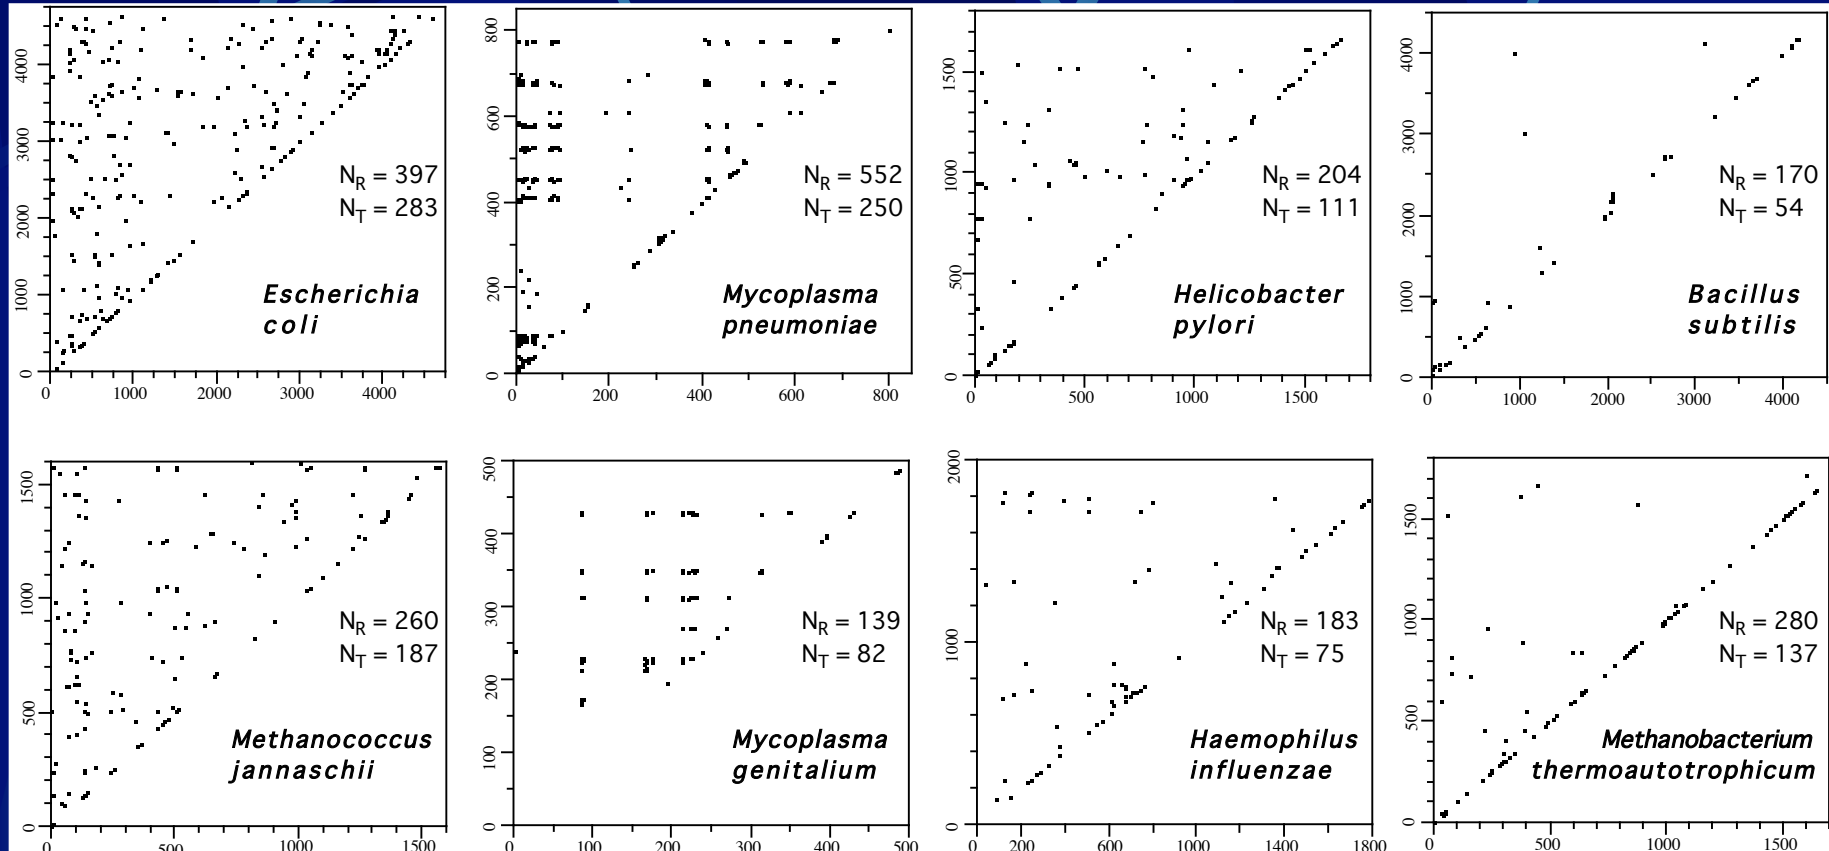 4000
3000
2000
1000
0
0
1000
2000
3000
4000
N_R = 397
N_T = 283
Escherichia
coli
800
600
400
200
0
0
200
400
600
800
N_R = 552
N_T = 250
Mycoplasma
pneumoniae
1500
1000
500
0
0
500
1000
1500
N_R = 204
N_T = 111
Helicobacter
pylori
4000
3000
2000
1000
0
0
1000
2000
3000
4000
N_R = 170
N_T = 54
Bacillus
subtilis
1500
1000
500
0
0
500
1000
1500
N_R = 260
N_T = 187
Methanococcus
jannaschii
500
400
300
200
100
0
0
100
200
300
400
500
N_R = 139
N_T = 82
Mycoplasma
genitalium
2000
1000
0
0
200
600
1000
1400
1800
N_R = 183
N_T = 75
Haemophilus
influenzae
1500
1000
500
0
0
500
1000
1500
N_R = 280
N_T = 137
Methanobacterium
thermoautotrophicum